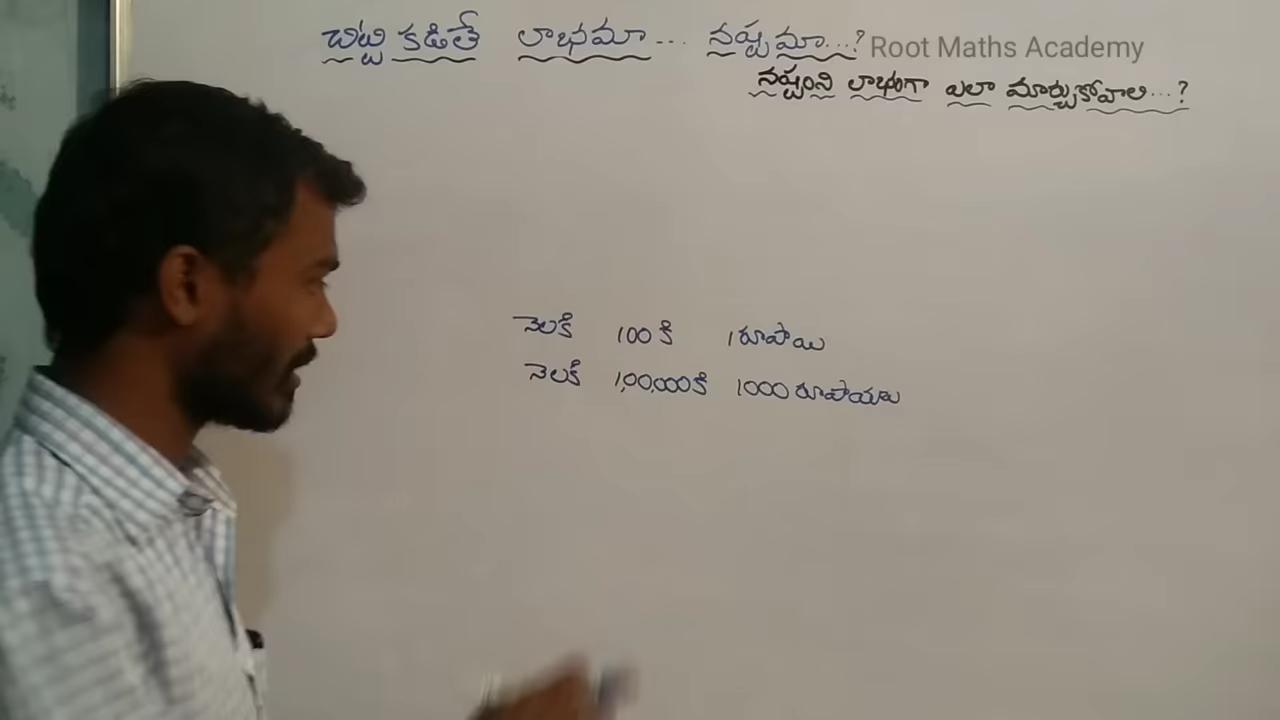 చిట్టి కడితే లాభమా... నష్టమా...? Root Maths Academy
నష్టంని లాభంగా ఎలా మార్చుకోవాలి...?
నెలకి 100 కి 1 రూపాయి
నెలకి 1,00,000 కి 1000 రూపాయలు